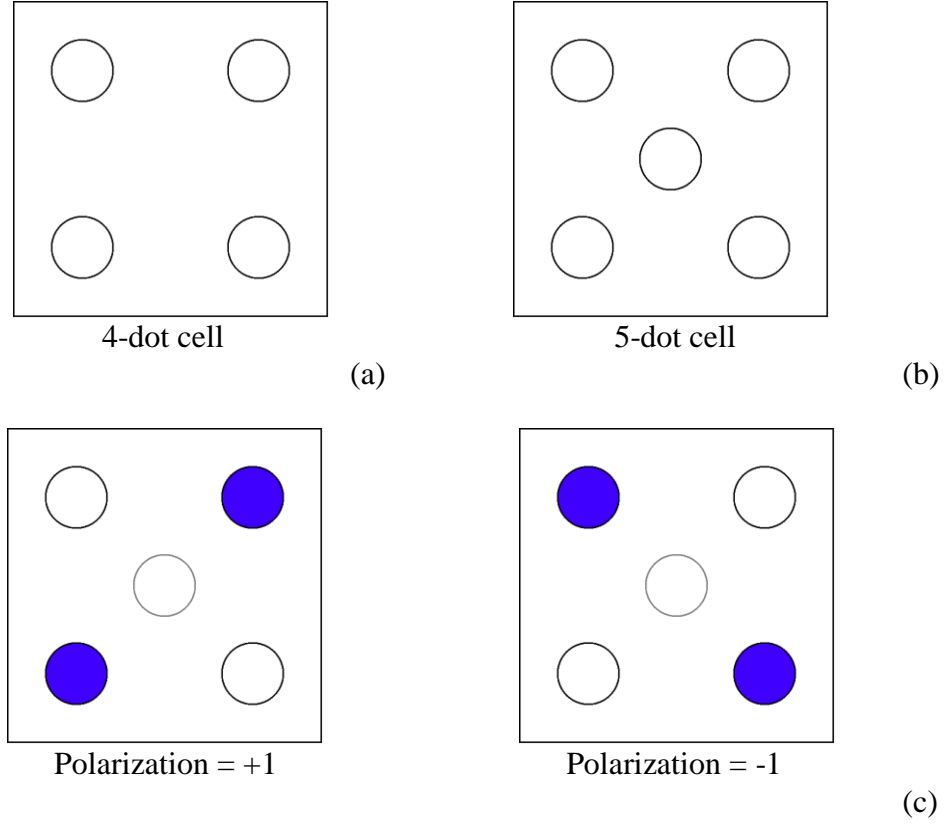 4-dot cell
5-dot cell
(a)
(b)
Polarization = +1
Polarization = -1
(c)